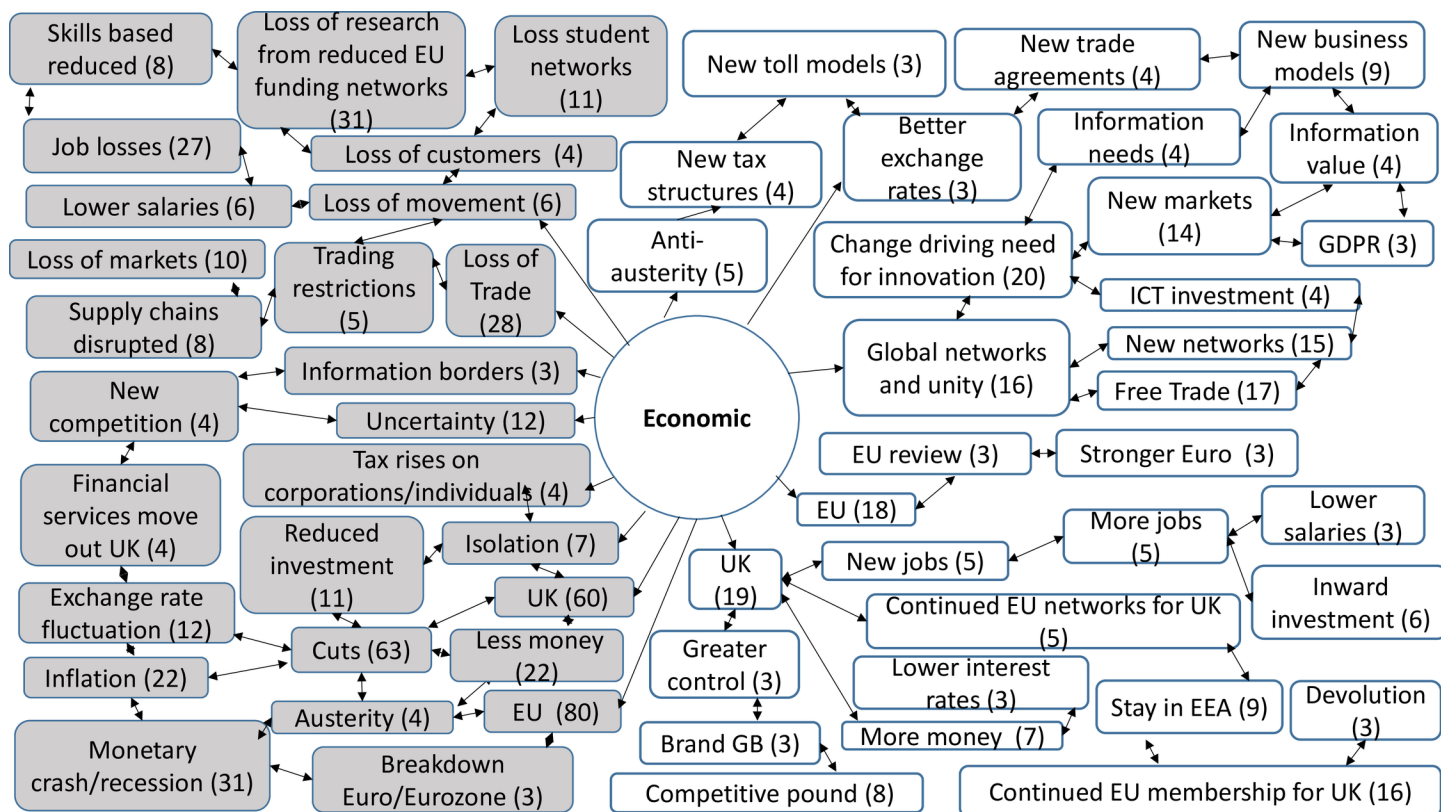 Skills based
reduced (8)
Loss of research
from reduced EU
funding networks
(31)
Loss student
networks
(11)
Job losses (27)
Loss of customers (4)
Lower salaries (6)
Loss of movement (6)
Loss of markets (10)
Trading
restrictions
(5)
Loss of
Trade
(28)
Supply chains
disrupted (8)
Information borders (3)
New
competition (4)
Uncertainty (12)
Tax rises on
corporations/individuals (4)
Financial
services move
out UK (4)
Reduced
investment
(11)
Isolation (7)
UK (60)
Exchange rate
fluctuation (12)
Cuts (63)
Less money
(22)
Inflation (22)
Austerity (4)
EU (80)
Monetary
crash/recession (31)
Breakdown
Euro/Eurozone (3)
Economic
New toll models (3)
New trade
agreements (4)
New business
models (9)
New tax
structures (4)
Better
exchange
rates (3)
Information
needs (4)
Information
value (4)
Anti-
austerity (5)
Change driving need
for innovation (20)
New markets
(14)
GDPR (3)
ICT investment (4)
Global networks
and unity (16)
New networks (15)
Free Trade (17)
EU review (3)
Stronger Euro (3)
EU (18)
UK
(19)
New jobs (5)
More jobs
(5)
Lower
salaries (3)
Inward
investment (6)
Continued EU networks for UK
(5)
Greater
control (3)
Lower interest
rates (3)
Stay in EEA (9)
Devolution
(3)
Brand GB (3)
More money (7)
Competitive pound (8)
Continued EU membership for UK (16)